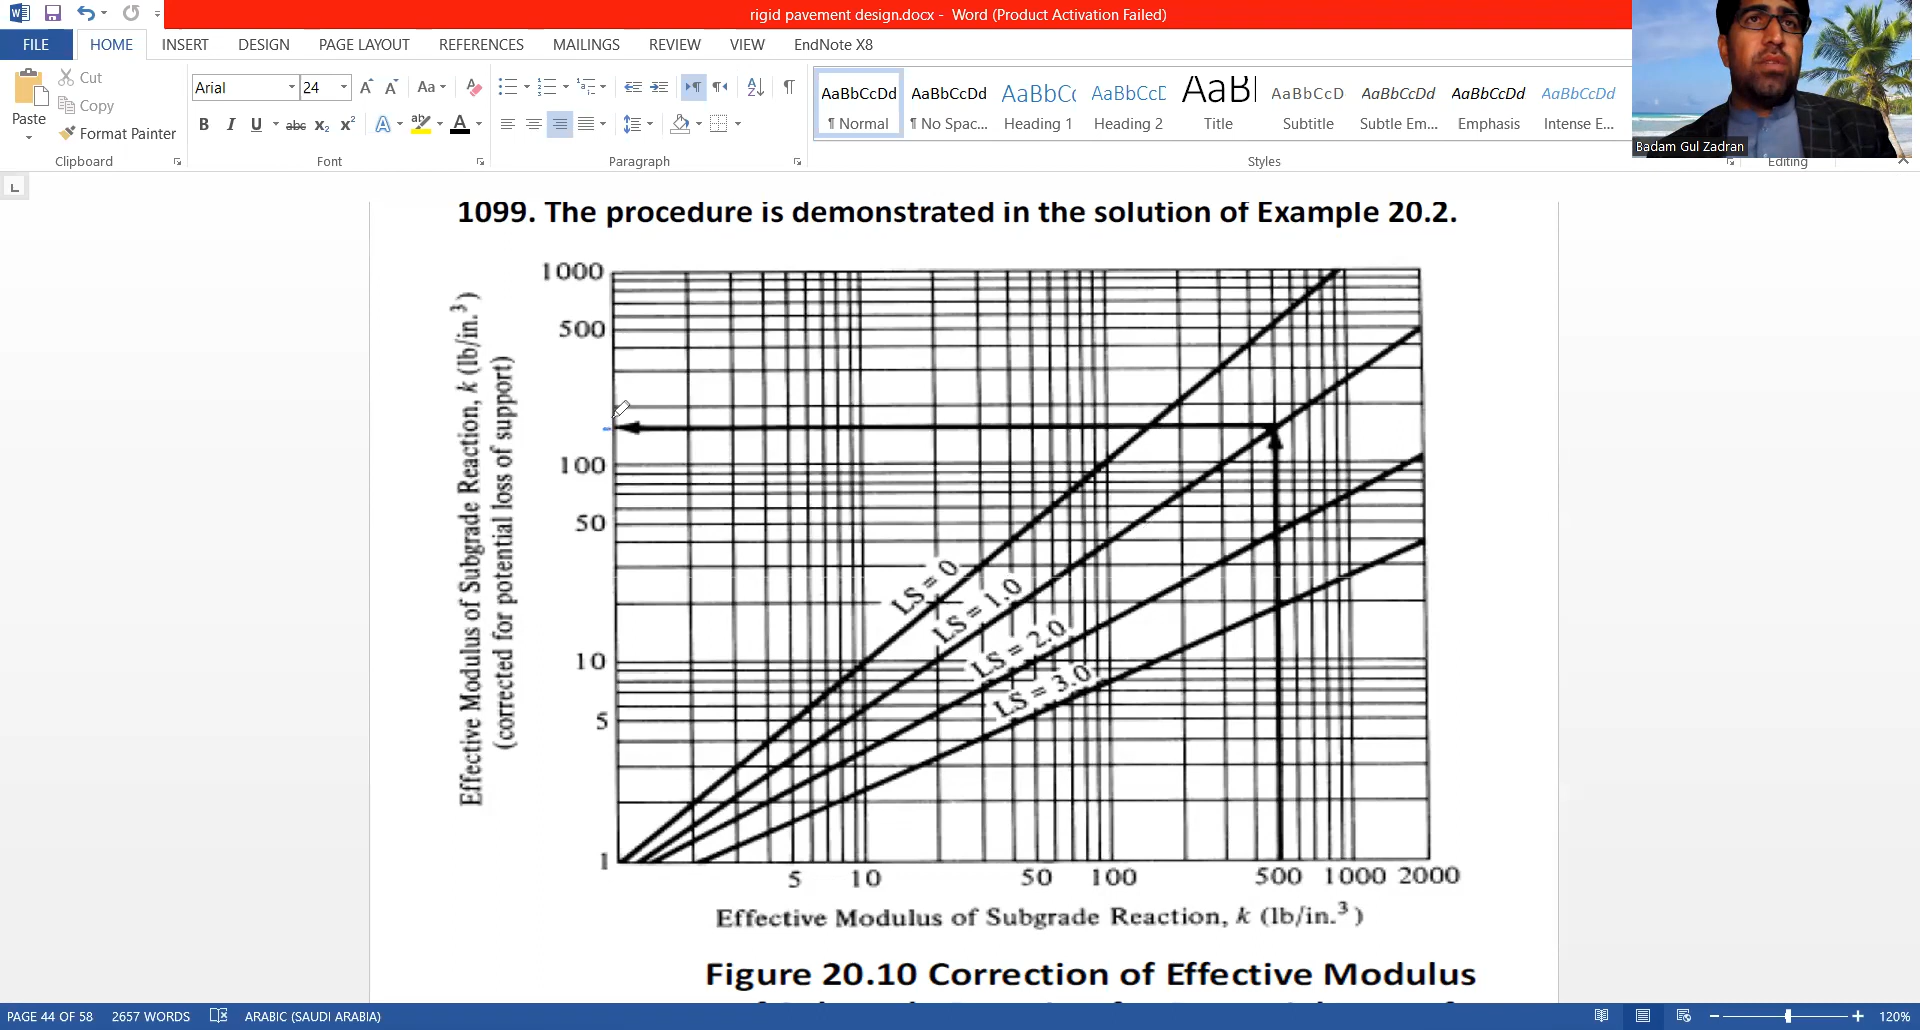 rigid pavement design.docx - Word (Product Activation Failed)
FILE HOME INSERT DESIGN PAGE LAYOUT REFERENCES MAILINGS REVIEW VIEW EndNote X8
Paste
Cut
Copy
Format Painter
Clipboard
Arial 24
Aa
B I U abc X₂ X² A ab A
Font
Paragraph
AaBbCcDd AaBbCcDd AaBbCc AaBbCcD AaB AaBbCcD AaBbCcDd AaBbCcDd AaBbCcDd
¶ Normal ¶ No Spac... Heading 1 Heading 2 Title Subtitle Subtle Em... Emphasis Intense E...
Styles
Editing
Badam Gul Zadran
1099. The procedure is demonstrated in the solution of Example 20.2.
Effective Modulus of Subgrade Reaction, k (lb/in.³)
(corrected for potential loss of support)
1000
500
100
50
10
5
1
LS = 0
LS = 1.0
LS = 2.0
LS = 3.0
5 10 50 100 500 1000 2000
Effective Modulus of Subgrade Reaction, k (lb/in.³)
Figure 20.10 Correction of Effective Modulus
PAGE 44 OF 58 2657 WORDS ARABIC (SAUDI ARABIA) 120%